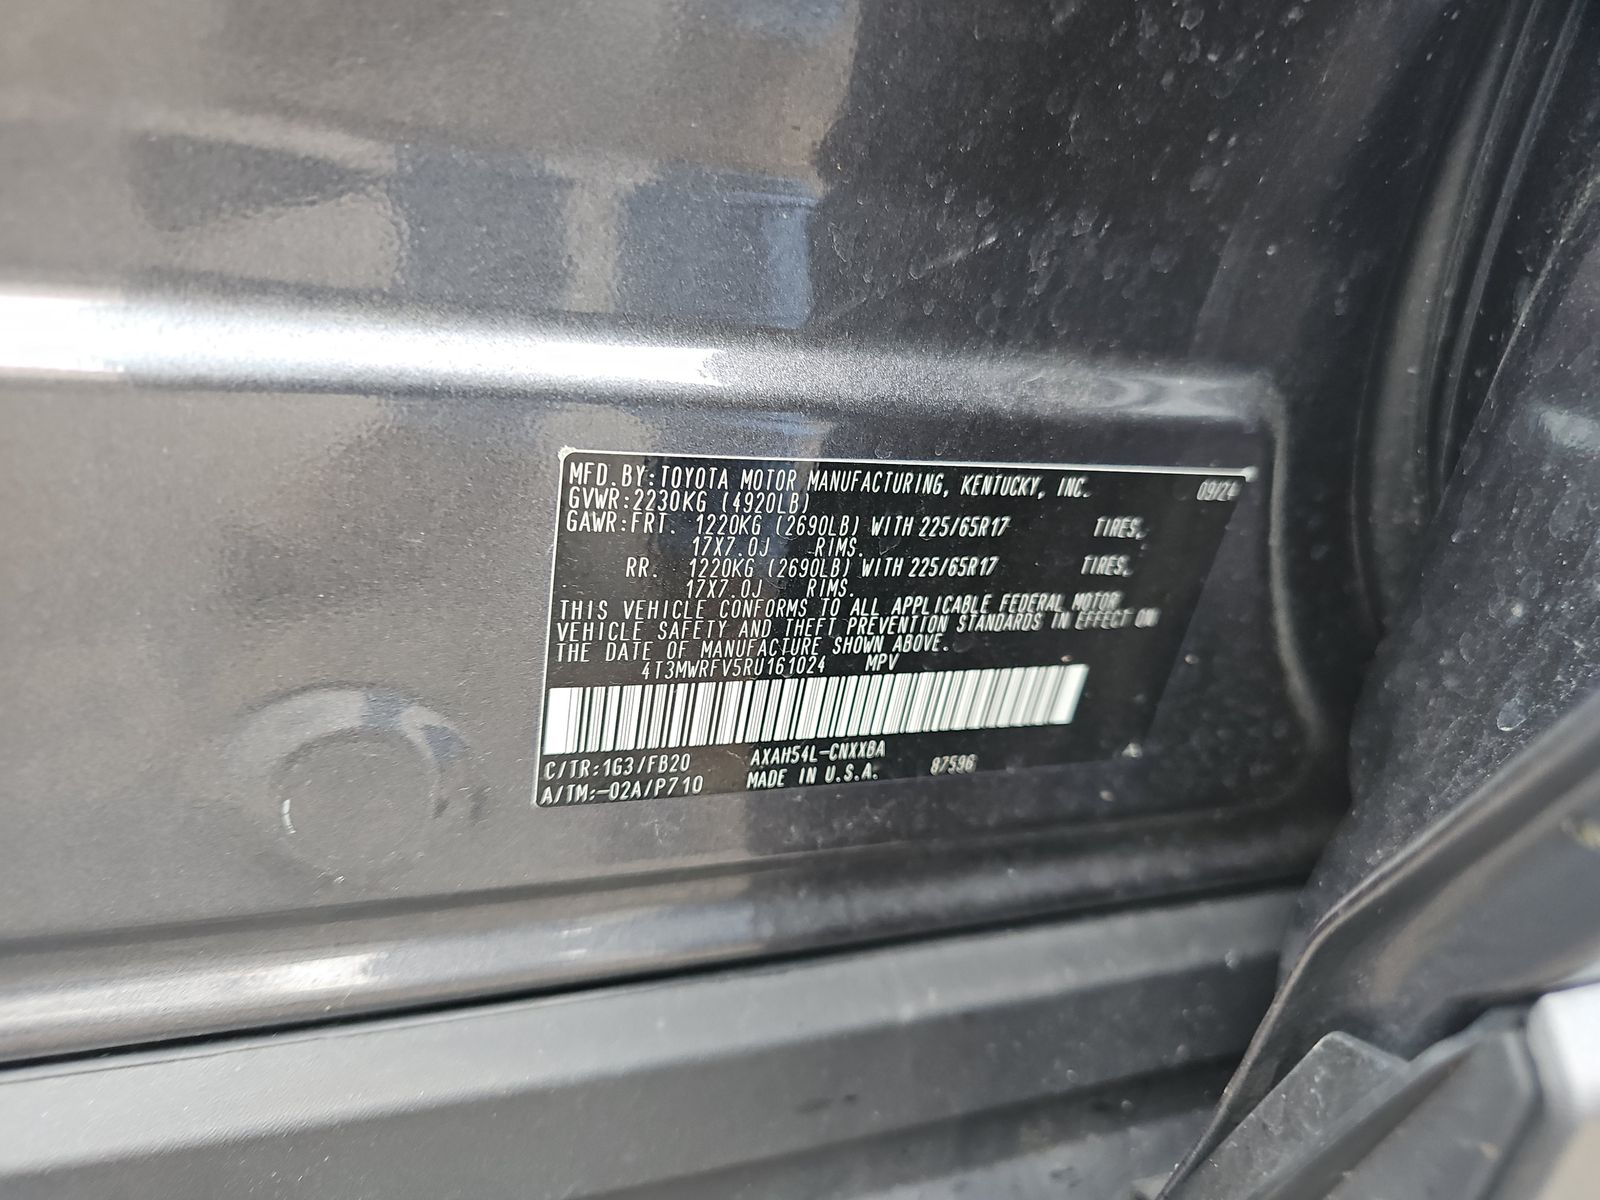 MFD.BY:TOYOTA MOTOR MANUFACTURING, KENTUCKY, INC. 09/24
GVWR:2230KG (4920LB)
GAWR:FRT. 1220KG (2690LB) WITH 225/65R17 TIRES,
17X7.0J RIMS.
RR. 1220KG (2690LB) WITH 225/65R17 TIRES,
17X7.0J RIMS.
THIS VEHICLE CONFORMS TO ALL APPLICABLE FEDERAL MOTOR
VEHICLE SAFETY AND THEFT PREVENTION STANDARDS IN EFFECT ON
THE DATE OF MANUFACTURE SHOWN ABOVE.
4T3MWRFV5RU161024 MPV
C/TR:1G3/FB20 AXAH54L-CNXXBA 87596
A/TM:-02A/P710 MADE IN U.S.A.